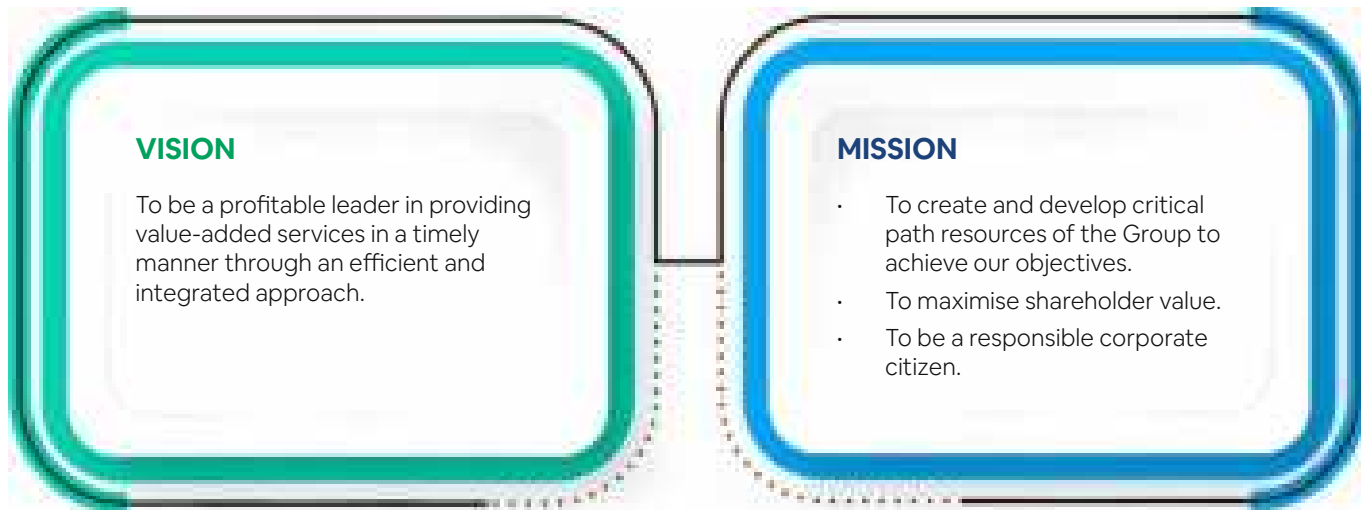 VISION
To be a profitable leader in providing
value-added services in a timely
manner through an efficient and
integrated approach.
MISSION
· To create and develop critical
path resources of the Group to
achieve our objectives.
· To maximise shareholder value.
· To be a responsible corporate
citizen.